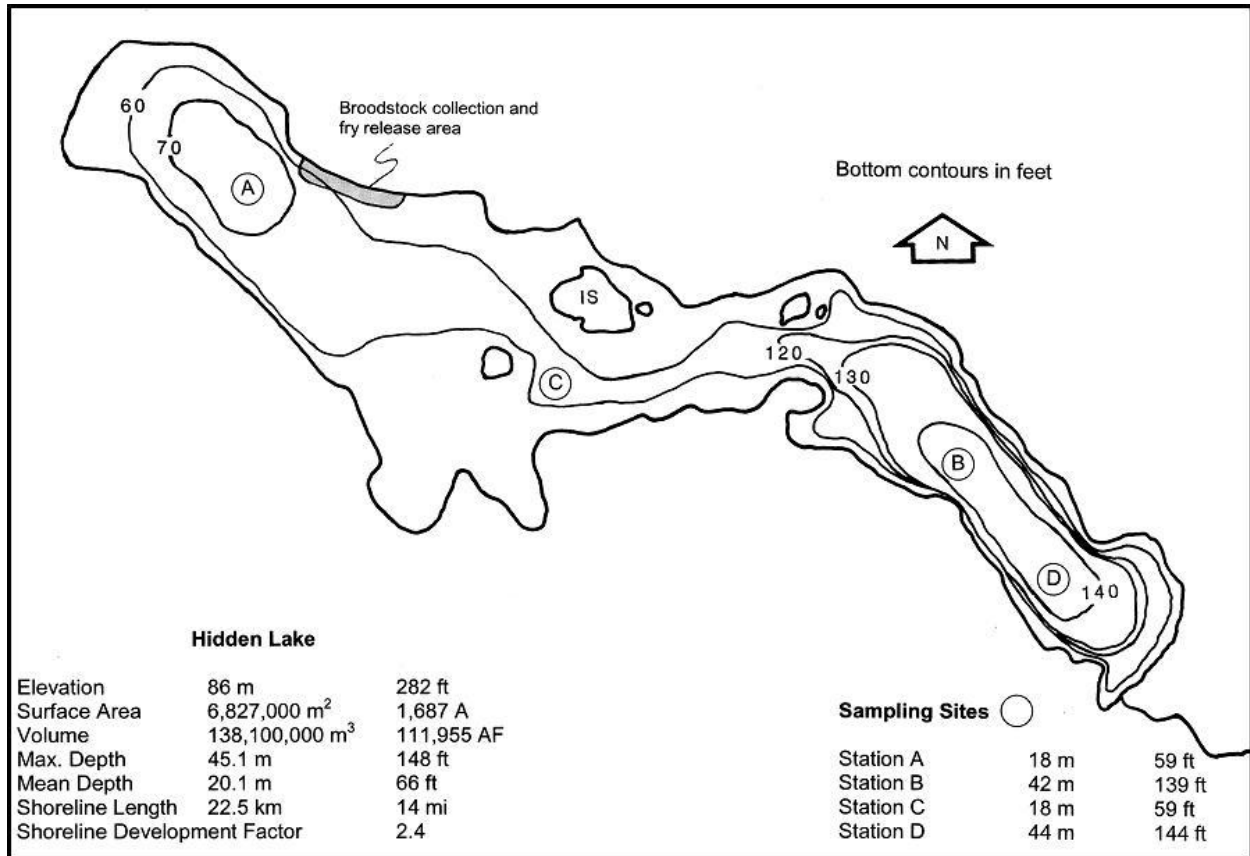 60
70
A
Broodstock collection and
fry release area
Bottom contours in feet
N
IS
C
120
130
B
D
140
Hidden Lake
Elevation 86 m 282 ft
Surface Area 6,827,000 m² 1,687 A
Volume 138,100,000 m³ 111,955 AF
Max. Depth 45.1 m 148 ft
Mean Depth 20.1 m 66 ft
Shoreline Length 22.5 km 14 mi
Shoreline Development Factor 2.4
Sampling Sites
Station A 18 m 59 ft
Station B 42 m 139 ft
Station C 18 m 59 ft
Station D 44 m 144 ft